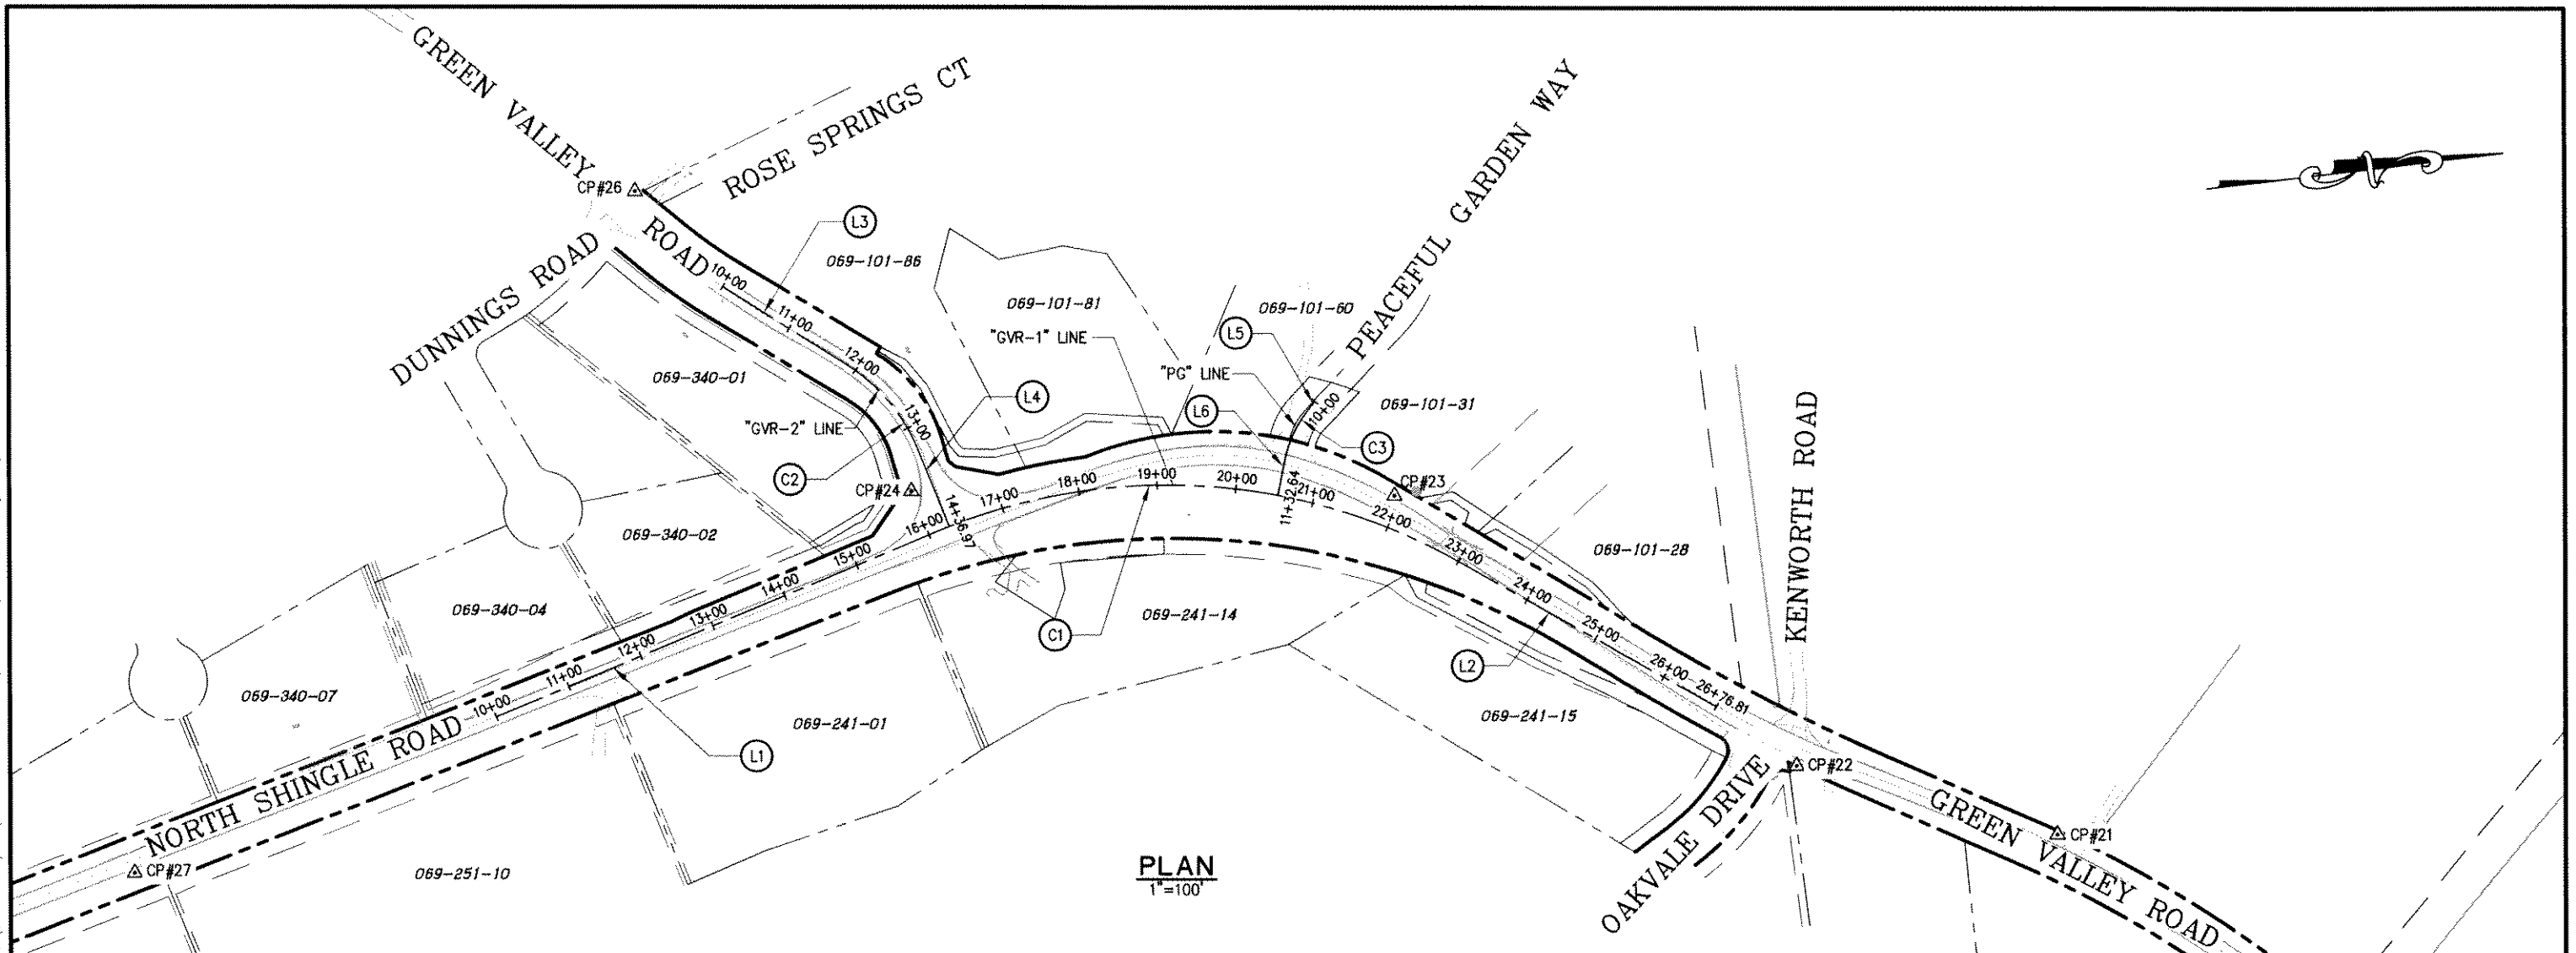 GREEN VALLEY
ROAD
ROSE SPRINGS CT
CP#26
DUNNINGS ROAD
PEACEFUL GARDEN WAY
KENWORTH ROAD
L3
069-101-86
10+00
11+00
12+00
13+00
14+36.97
069-101-81
"GVR-1" LINE
069-101-60
L5
"PG" LINE
L6
10+00
11+32.64
069-101-31
C3
CP#23
069-340-01
"GVR-2" LINE
L4
C2
CP#24
069-340-02
069-340-04
069-340-07
069-101-28
10+00
11+00
12+00
13+00
14+00
15+00
16+00
17+00
18+00
19+00
20+00
21+00
22+00
23+00
24+00
25+00
26+00
26+76.81
C1
069-241-14
L2
069-241-15
069-241-01
L1
NORTH SHINGLE ROAD
CP#27
069-251-10
PLAN
1"=100'
OAKVALE DRIVE
CP#22
CP#21
GREEN VALLEY ROAD